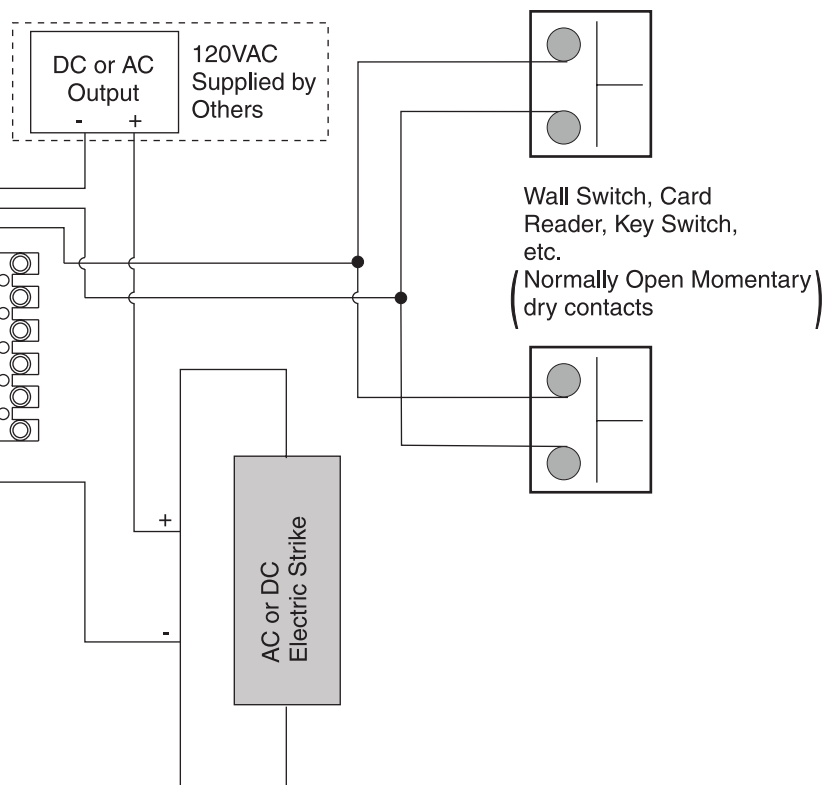 DC or AC
Output
- +
120VAC
Supplied by
Others
Wall Switch, Card
Reader, Key Switch,
etc.
(Normally Open Momentary
dry contacts)
+
-
AC or DC
Electric Strike